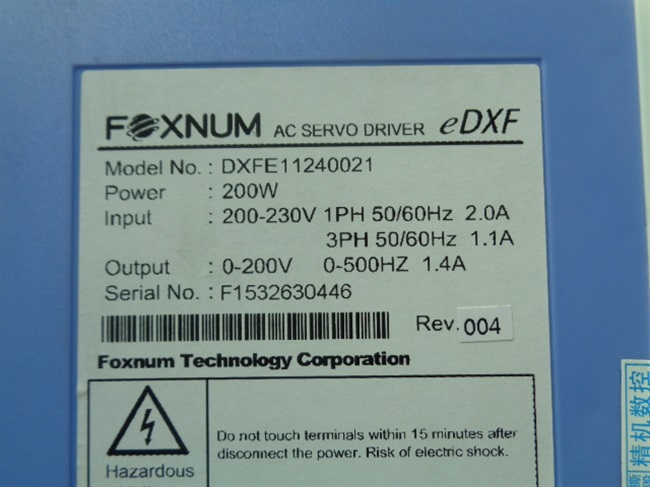 FOXNUM AC SERVO DRIVER eDXF
Model No. : DXFE11240021
Power : 200W
Input : 200-230V 1PH 50/60Hz 2.0A
3PH 50/60Hz 1.1A
Output : 0-200V 0-500HZ 1.4A
Serial No. : F1532630446
Rev. 004
Foxnum Technology Corporation
Do not touch terminals within 15 minutes after
disconnect the power. Risk of electric shock.
Hazardous
精机数控